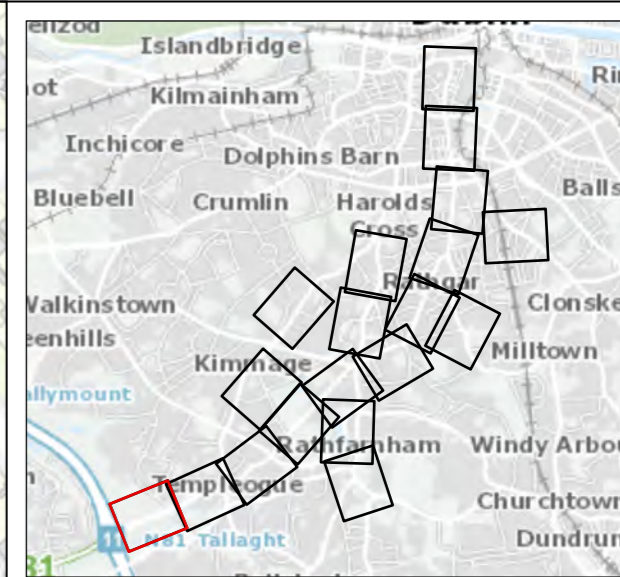 Islandbridge
Kilmainham
Inchicore
Dolphins Barn
Bluebell
Crumlin
Harolds
Cross
Balls
Rathgar
Walkinstown
Clonske
eenhills
Milltown
Kimmage
allymount
Rathfarnham
Windy Arbou
Templeogue
Churchtown
N81 Tallaght
Dundrum